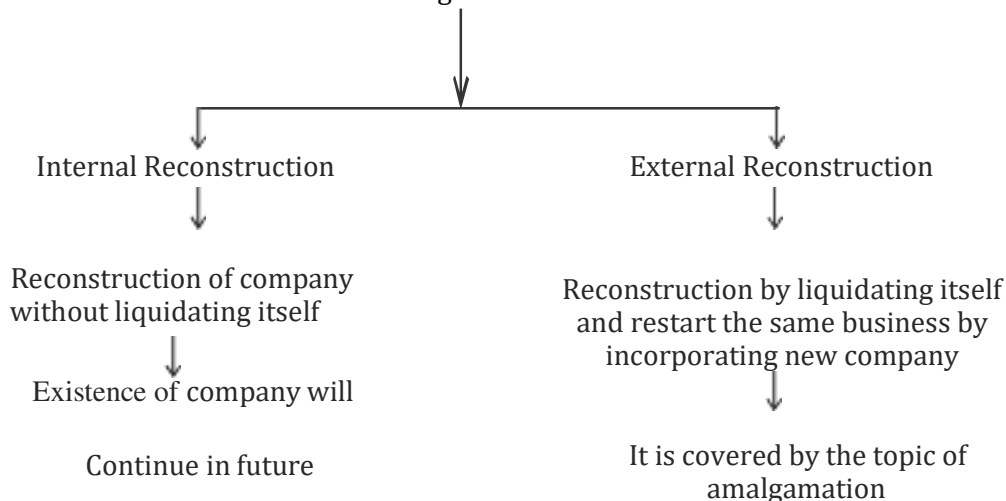 Internal Reconstruction
External Reconstruction
Reconstruction of company
without liquidating itself
Reconstruction by liquidating itself
and restart the same business by
incorporating new company
Existence of company will
Continue in future
It is covered by the topic of
amalgamation